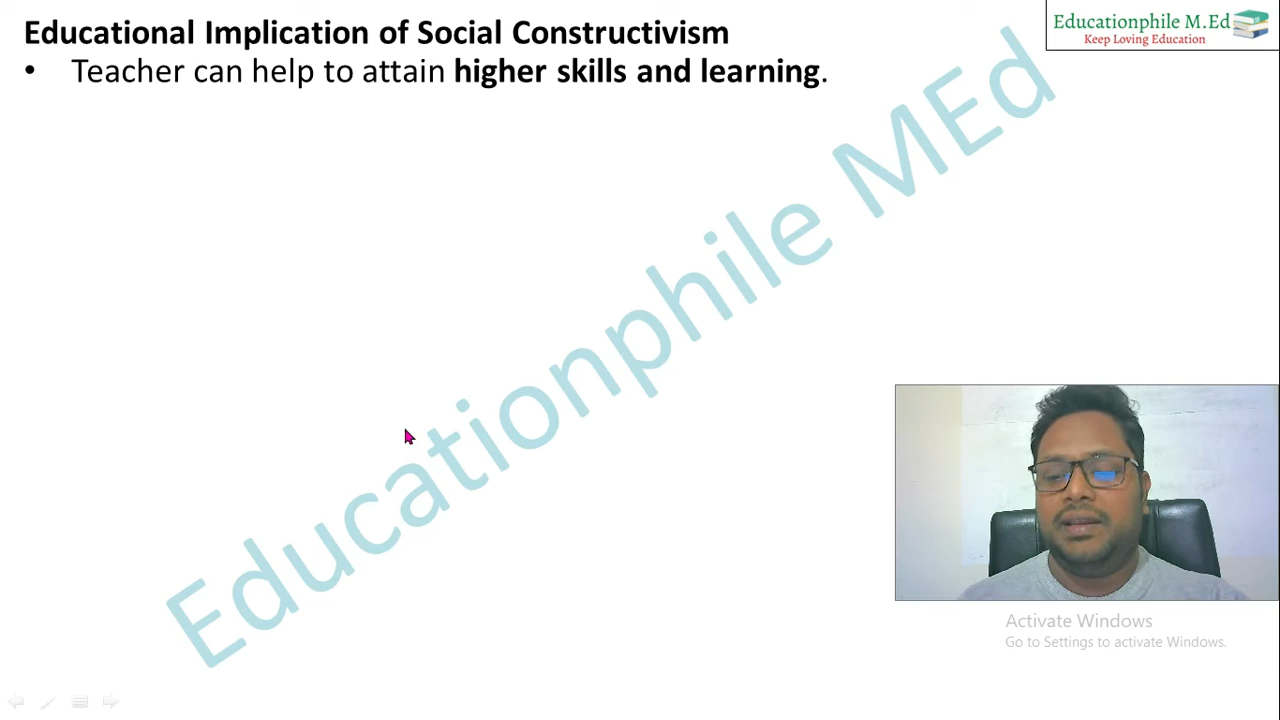 Educational Implication of Social Constructivism
• Teacher can help to attain higher skills and learning.
Educationphile M.Ed
Keep Loving Education
Educationphile MEd
Activate Windows
Go to Settings to activate Windows.